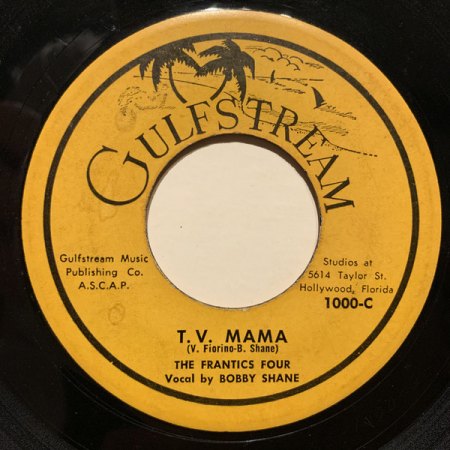 GULFSTREAM
Gulfstream Music
Publishing Co.
A.S.C.A.P.
Studios at
5614 Taylor St.
Hollywood, Florida
1000-C
T.V. MAMA
(V. Fiorino-B. Shane)
THE FRANTICS FOUR
Vocal by BOBBY SHANE